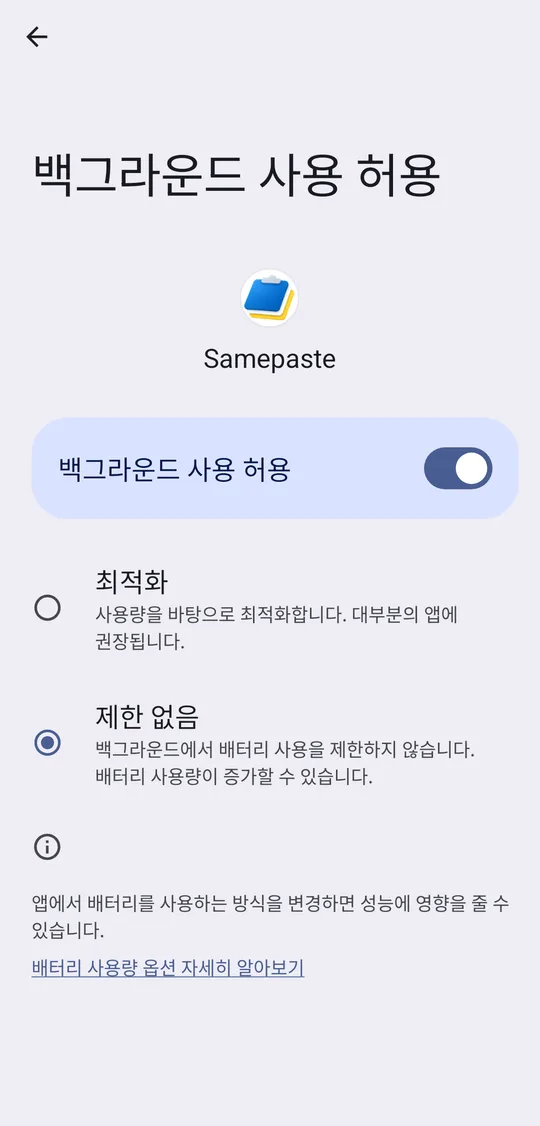 백그라운드 사용 허용
Samepaste
백그라운드 사용 허용
최적화
사용량을 바탕으로 최적화합니다. 대부분의 앱에
권장됩니다.
제한 없음
백그라운드에서 배터리 사용을 제한하지 않습니다.
배터리 사용량이 증가할 수 있습니다.
앱에서 배터리를 사용하는 방식을 변경하면 성능에 영향을 줄 수
있습니다.
배터리 사용량 옵션 자세히 알아보기